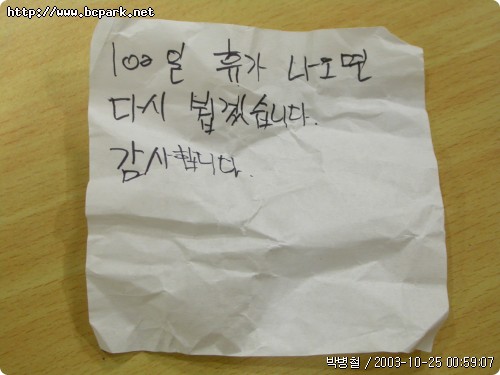 http://www.bcpark.net
100일 휴가 나오면
다시 뵙겠습니다.
감사합니다.
박병철 / 2003-10-25 00:59:07